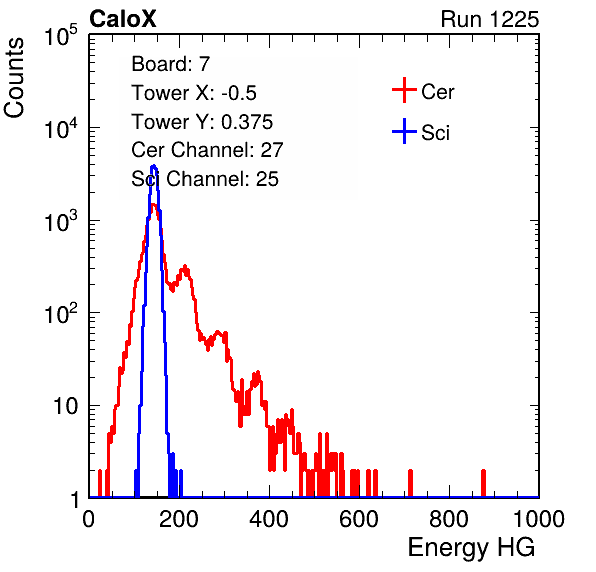 CaloX Run 1225
Counts
10^5
10^4
10^3
10^2
10
1
Board: 7
Tower X: -0.5
Tower Y: 0.375
Cer Channel: 27
Sci Channel: 25
Cer
Sci
0 200 400 600 800 1000
Energy HG